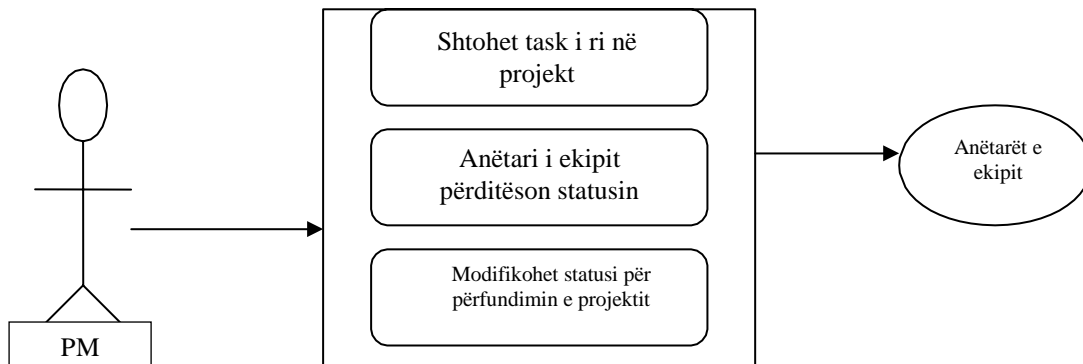 Shtohet task i ri në
projekt
Anëtari i ekipit
përditëson statusin
Modifikohet statusi për
përfundimin e projektit
Anëtarët e
ekipit
PM